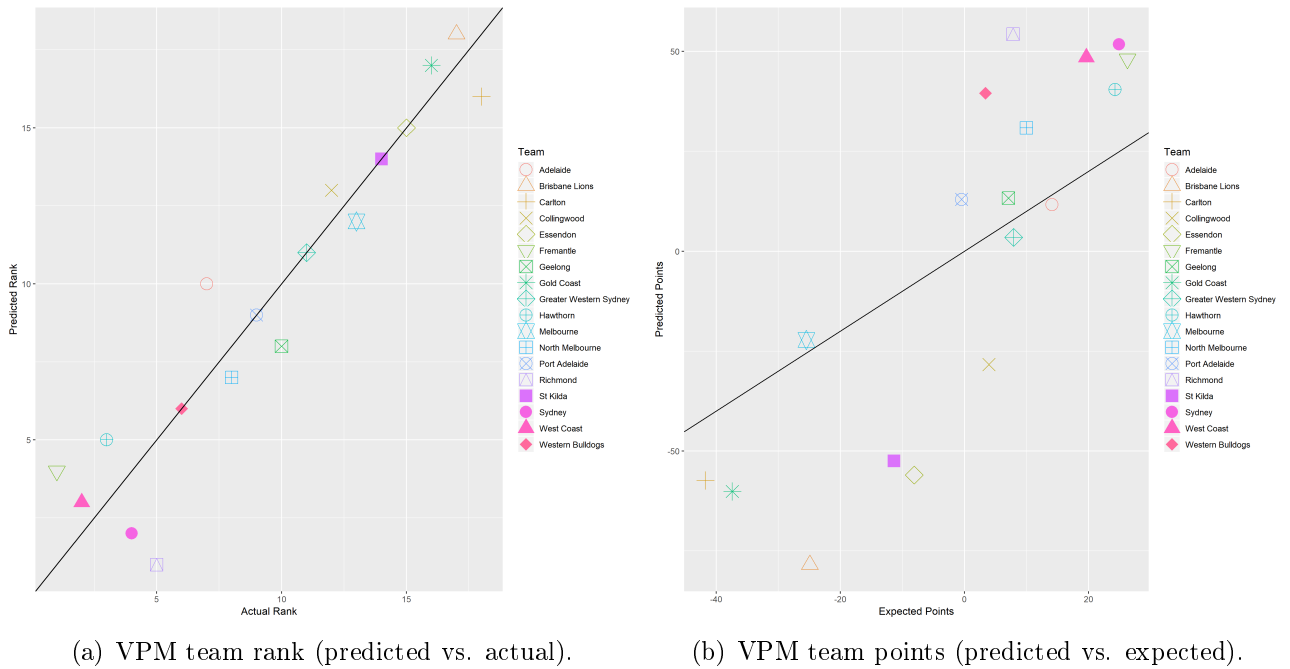 15
10
5
Predicted Rank
5
10
15
Actual Rank
Team
Adelaide
Brisbane Lions
Carlton
Collingwood
Essendon
Fremantle
Geelong
Gold Coast
Greater Western Sydney
Hawthorn
Melbourne
North Melbourne
Port Adelaide
Richmond
St Kilda
Sydney
West Coast
Western Bulldogs
(a) VPM team rank (predicted vs. actual).
50
0
-50
Predicted Points
-40
-20
0
20
Expected Points
Team
Adelaide
Brisbane Lions
Carlton
Collingwood
Essendon
Fremantle
Geelong
Gold Coast
Greater Western Sydney
Hawthorn
Melbourne
North Melbourne
Port Adelaide
Richmond
St Kilda
Sydney
West Coast
Western Bulldogs
(b) VPM team points (predicted vs. expected).